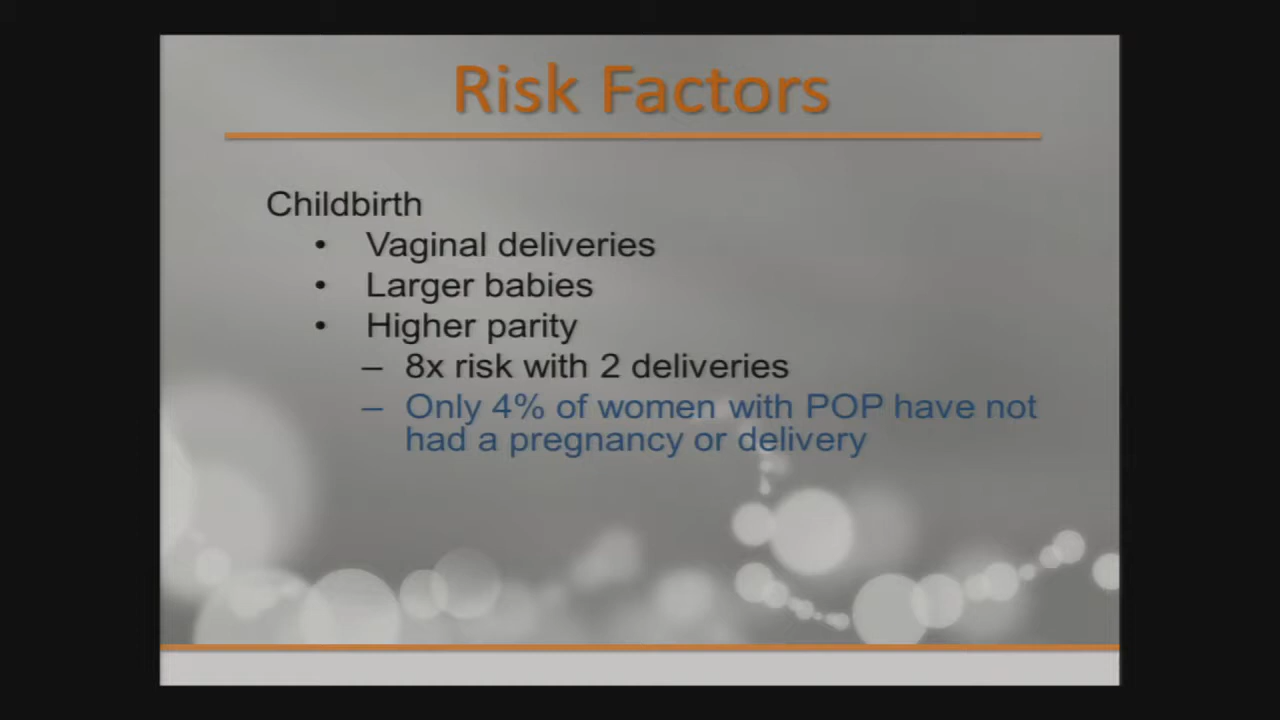 Risk Factors
Childbirth
• Vaginal deliveries
• Larger babies
• Higher parity
– 8x risk with 2 deliveries
– Only 4% of women with POP have not
had a pregnancy or delivery